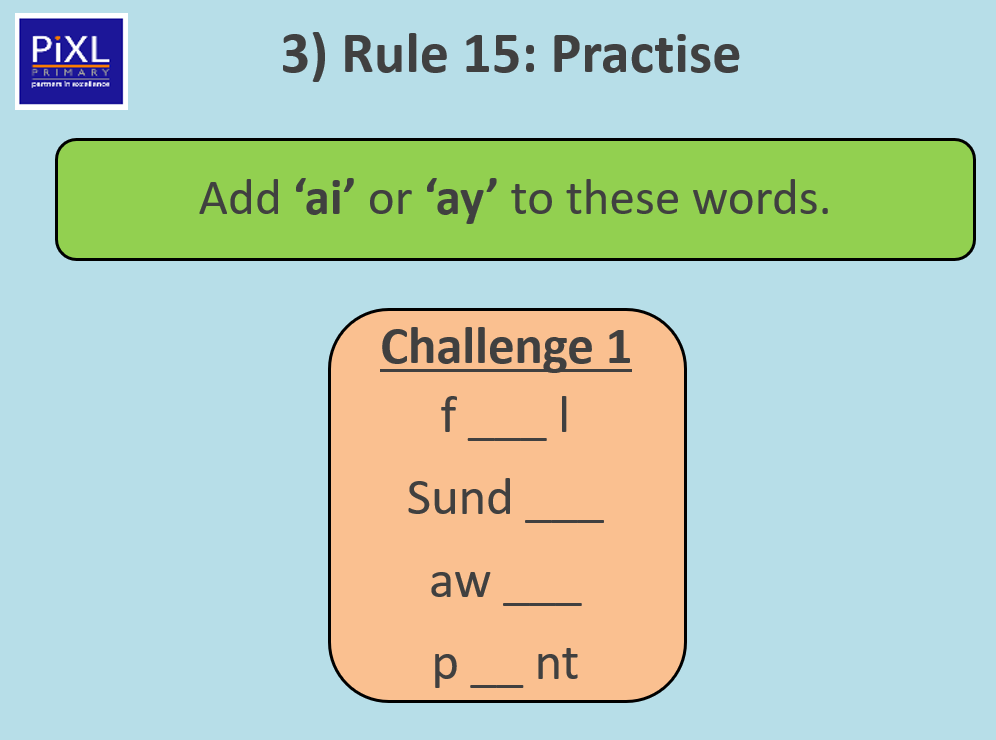 PiXL
PRIMARY
partners in excellence
3) Rule 15: Practise
Add ‘ai’ or ‘ay’ to these words.
Challenge 1
f ___ l
Sund ___
aw ___
p __ nt